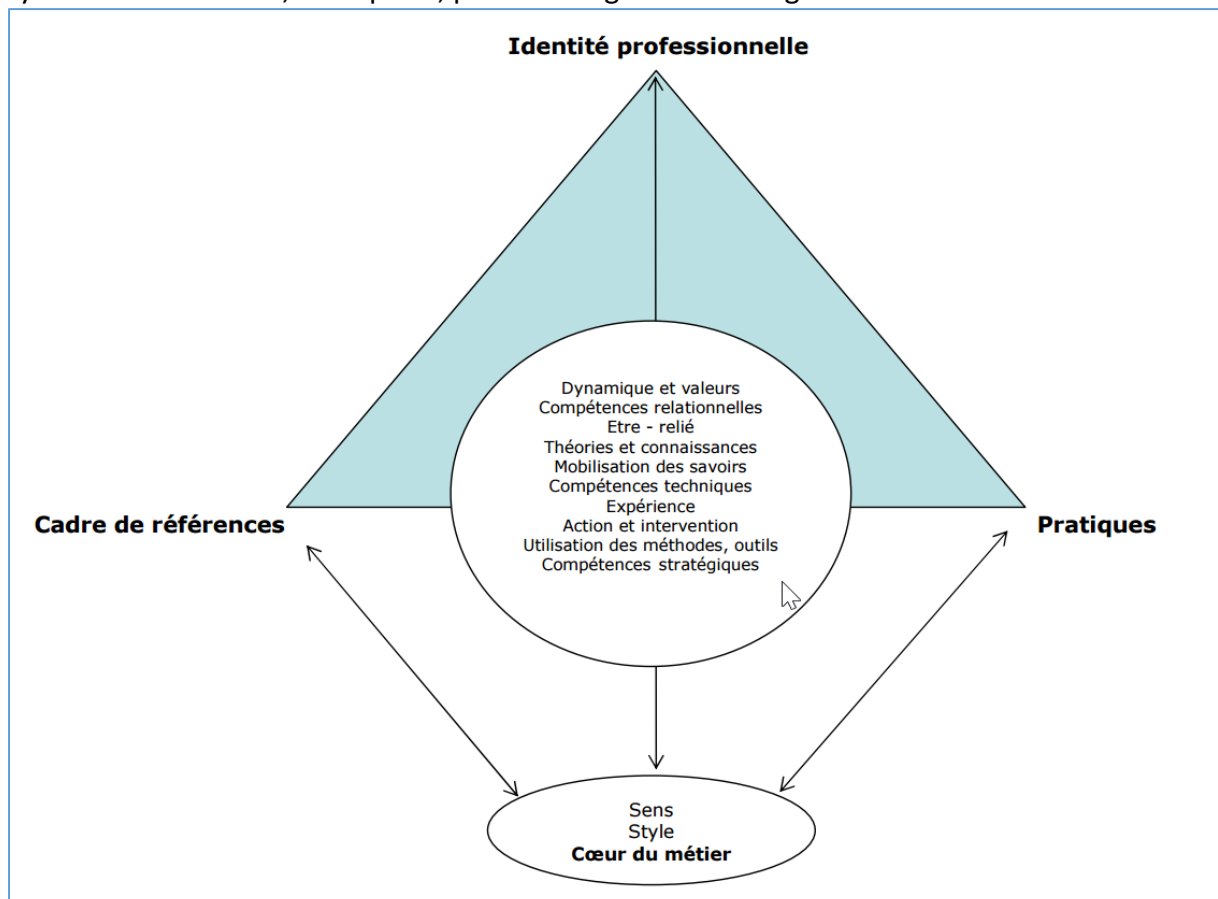 Identité professionnelle
Dynamique et valeurs
Compétences relationnelles
Etre - relié
Théories et connaissances
Mobilisation des savoirs
Compétences techniques
Expérience
Action et intervention
Utilisation des méthodes, outils
Compétences stratégiques
Cadre de références
Pratiques
Sens
Style
Cœur du métier